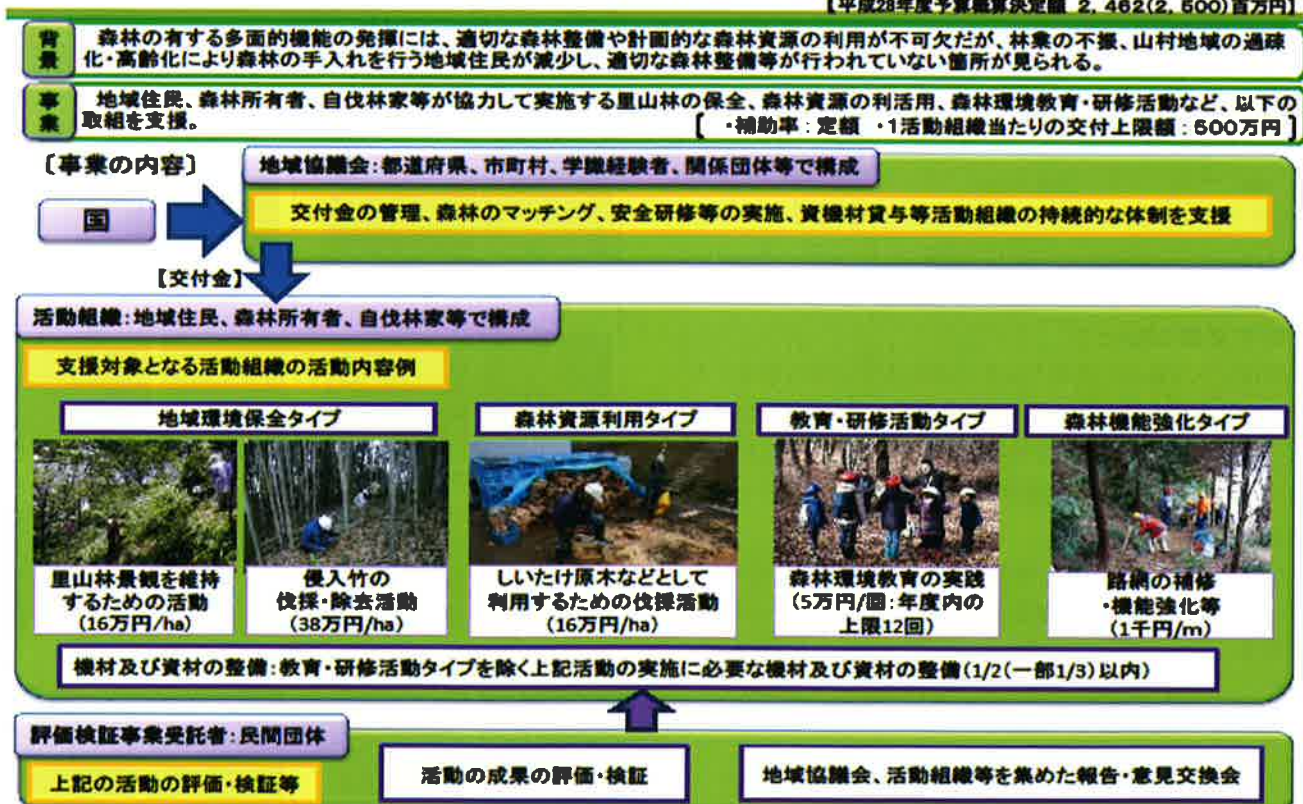 【平成28年度予算概算決定額 2,462(2,500)百万円】
背景
森林の有する多面的機能の発揮には、適切な森林整備や計画的な森林資源の利用が不可欠だが、林業の不振、山村地域の過疎
化・高齢化により森林の手入れを行う地域住民が減少し、適切な森林整備等が行われていない箇所が見られる。
事業
地域住民、森林所有者、自伐林家等が協力して実施する里山林の保全、森林資源の利活用、森林環境教育・研修活動など、以下の
取組を支援。
[ ・補助率:定額 ・1活動組織当たりの交付上限額:500万円 ]
〔事業の内容〕
地域協議会:都道府県、市町村、学識経験者、関係団体等で構成
国
交付金の管理、森林のマッチング、安全研修等の実施、資機材貸与等活動組織の持続的な体制を支援
【交付金】
活動組織:地域住民、森林所有者、自伐林家等で構成
支援対象となる活動組織の活動内容例
地域環境保全タイプ
森林資源利用タイプ
教育・研修活動タイプ
森林機能強化タイプ
里山林景観を維持
するための活動
(16万円/ha)
侵入竹の
伐採・除去活動
(38万円/ha)
しいたけ原木などとして
利用するための伐採活動
(16万円/ha)
森林環境教育の実践
(5万円/回:年度内の
上限12回)
路網の補修
・機能強化等
(1千円/m)
機材及び資材の整備:教育・研修活動タイプを除く上記活動の実施に必要な機材及び資材の整備(1/2(一部1/3)以内)
評価検証事業受託者:民間団体
上記の活動の評価・検証等
活動の成果の評価・検証
地域協議会、活動組織等を集めた報告・意見交換会